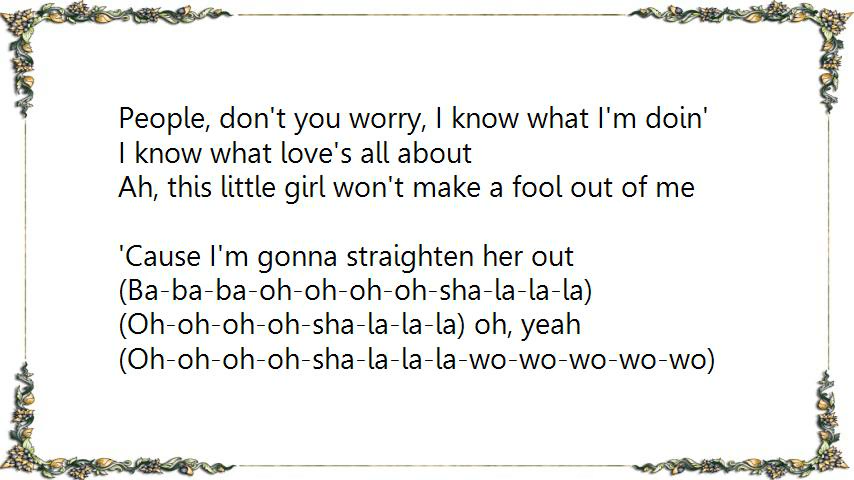 People, don't you worry, I know what I'm doin'
I know what love's all about
Ah, this little girl won't make a fool out of me
'Cause I'm gonna straighten her out
(Ba-ba-ba-oh-oh-oh-oh-sha-la-la-la)
(Oh-oh-oh-oh-sha-la-la-la) oh, yeah
(Oh-oh-oh-oh-sha-la-la-la-wo-wo-wo-wo-wo)